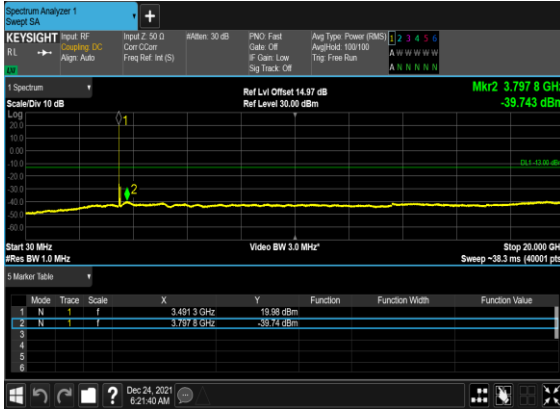 Spectrum Analyzer 1
Swept SA
+
KEYSIGHT Input: RF Input Z: 50 Ω #Atten: 30 dB PNO: Fast Avg Type: Power (RMS) 1 2 3 4 5 6
RL Coupling: DC Corr CCorr Gate: Off Avg|Hold: 100/100 A W W W W W
Align: Auto Freq Ref: Int (S) IF Gain: Low Trig: Free Run
Sig Track: Off A N N N N N
1 Spectrum Ref Lvl Offset 14.97 dB Mkr2 3.797 8 GHz
Scale/Div 10 dB Ref Level 30.00 dBm -39.743 dBm
Log
20.0
10.0
0.00
-10.0
-20.0
-30.0
-40.0
-50.0
-60.0
1
2
DL1 -13.00 dBm
Start 30 MHz Video BW 3.0 MHz* Stop 20.000 GHz
#Res BW 1.0 MHz Sweep ~38.3 ms (40001 pts)
5 Marker Table
Mode Trace Scale X Y Function Function Width Function Value
1 N 1 f 3.491 3 GHz 19.98 dBm
2 N 1 f 3.797 8 GHz -39.74 dBm
3
4
5
6
? Dec 24, 2021
6:21:40 AM